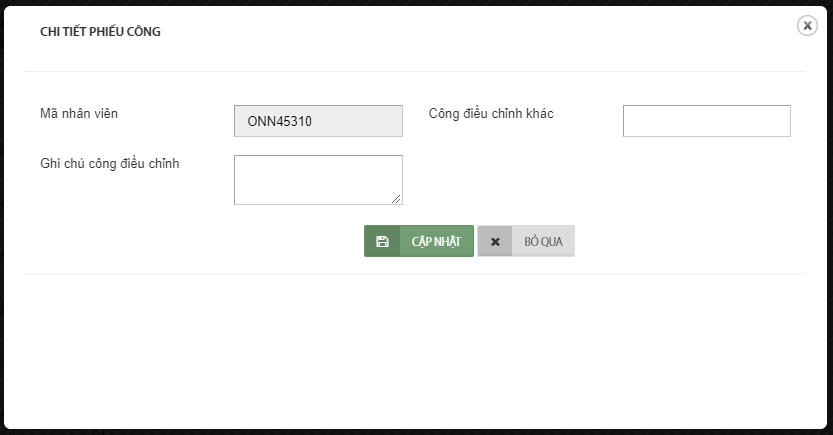 CHI TIẾT PHIẾU CÔNG
Mã nhân viên
ONN45310
Công điều chỉnh khác
Ghi chú công điều chỉnh
CẬP NHẬT
BỎ QUA